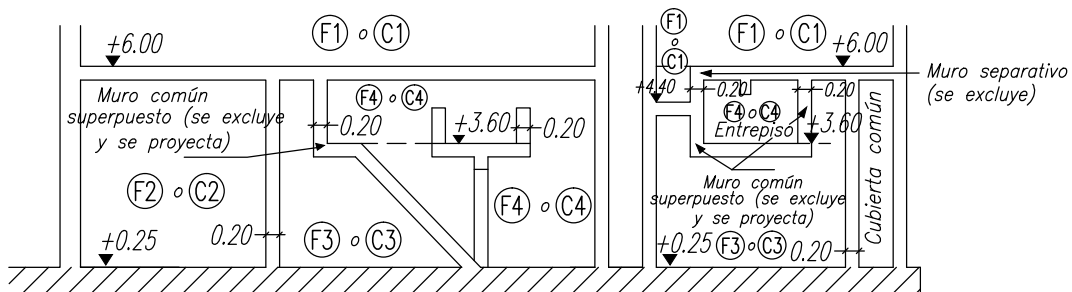 F1 o C1
+6.00
Muro común
superpuesto (se excluye
y se proyecta)
F4 o C4
0.20
+3.60
0.20
F2 o C2
F4 o C4
+0.25
0.20
F3 o C3
F1
o
C1
F1 o C1
+6.00
Muro separativo
(se excluye)
+4.40
0.20
0.20
F4 o C4
Entrepiso
+3.60
Cubierta común
Muro común
superpuesto (se excluye
y se proyecta)
+0.25
F3 o C3
0.20